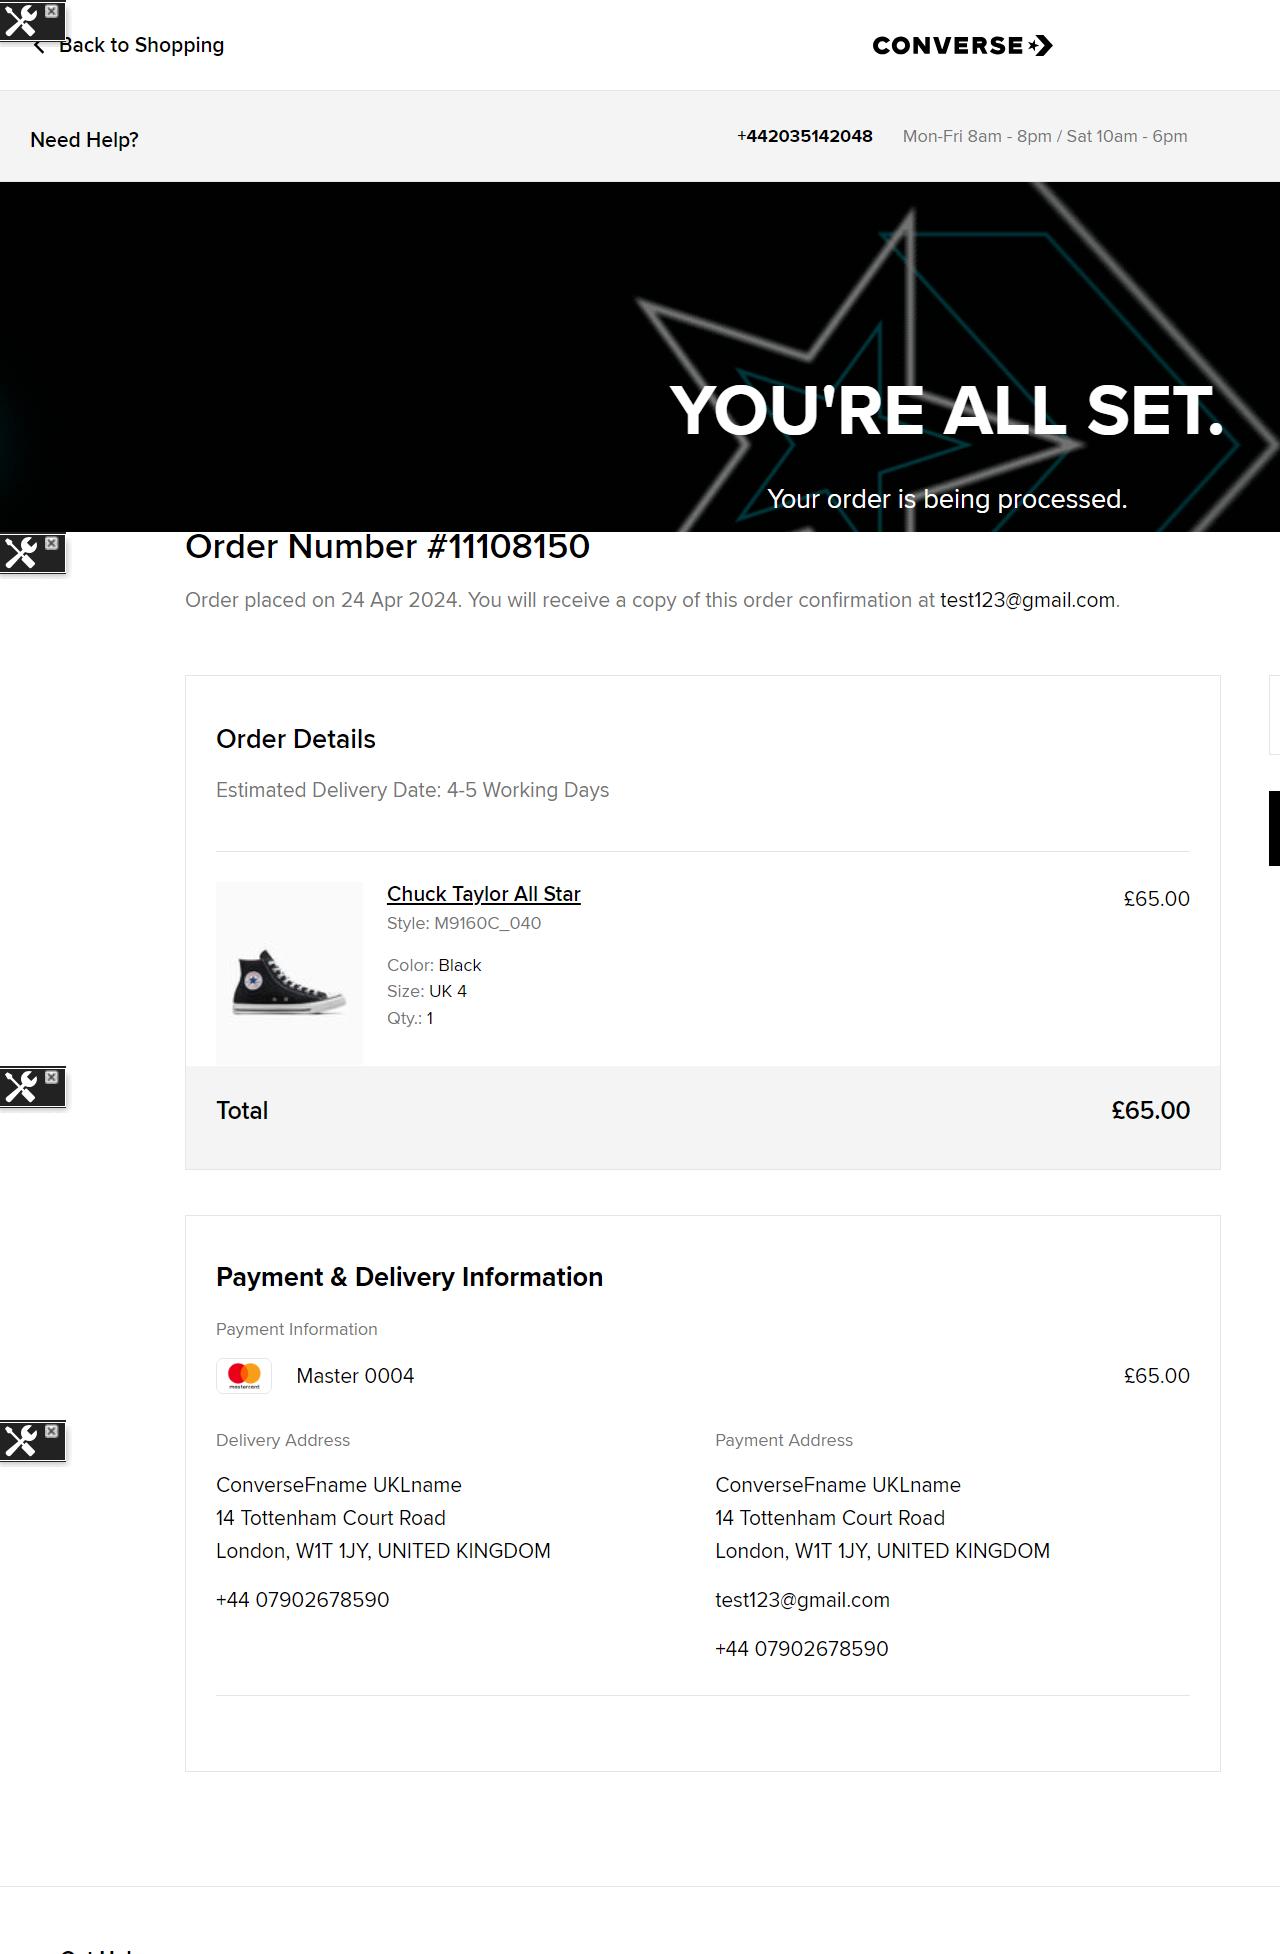 Back to Shopping
CONVERSE
Need Help?
+442035142048 Mon-Fri 8am - 8pm / Sat 10am - 6pm
YOU'RE ALL SET.
Your order is being processed.
Order Number #11108150
Order placed on 24 Apr 2024. You will receive a copy of this order confirmation at test123@gmail.com.
Order Details
Estimated Delivery Date: 4-5 Working Days
Chuck Taylor All Star £65.00
Style: M9160C_040
Color: Black
Size: UK 4
Qty.: 1
Total £65.00
Payment & Delivery Information
Payment Information
mastercard
Master 0004 £65.00
Delivery Address
ConverseFname UKLname
14 Tottenham Court Road
London, W1T 1JY, UNITED KINGDOM
+44 07902678590
Payment Address
ConverseFname UKLname
14 Tottenham Court Road
London, W1T 1JY, UNITED KINGDOM
test123@gmail.com
+44 07902678590